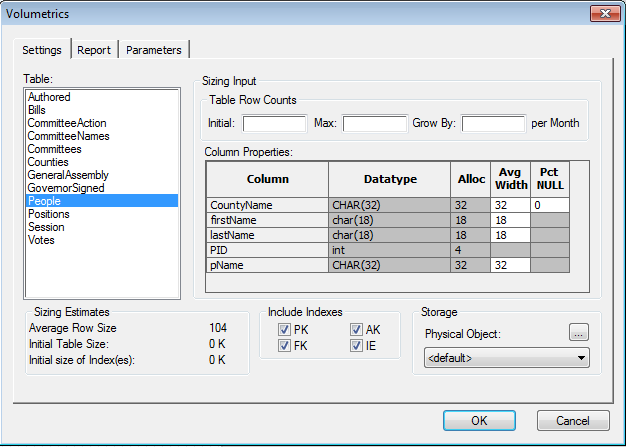 Volumetrics
Settings Report Parameters
Table:
Authored
Bills
CommitteeAction
CommitteeNames
Committees
Counties
GeneralAssembly
GovernorSigned
People
Positions
Session
Votes
Sizing Input
Table Row Counts
Initial: Max: Grow By: per Month
Column Properties:
Column Datatype Alloc Avg Width Pct NULL
CountyName CHAR(32) 32 32 0
firstName char(18) 18 18
lastName char(18) 18 18
PID int 4
pName CHAR(32) 32 32
Sizing Estimates
Average Row Size 104
Initial Table Size: 0 K
Initial size of Index(es): 0 K
Include Indexes
PK AK
FK IE
Storage
Physical Object: ...
<default>
OK Cancel